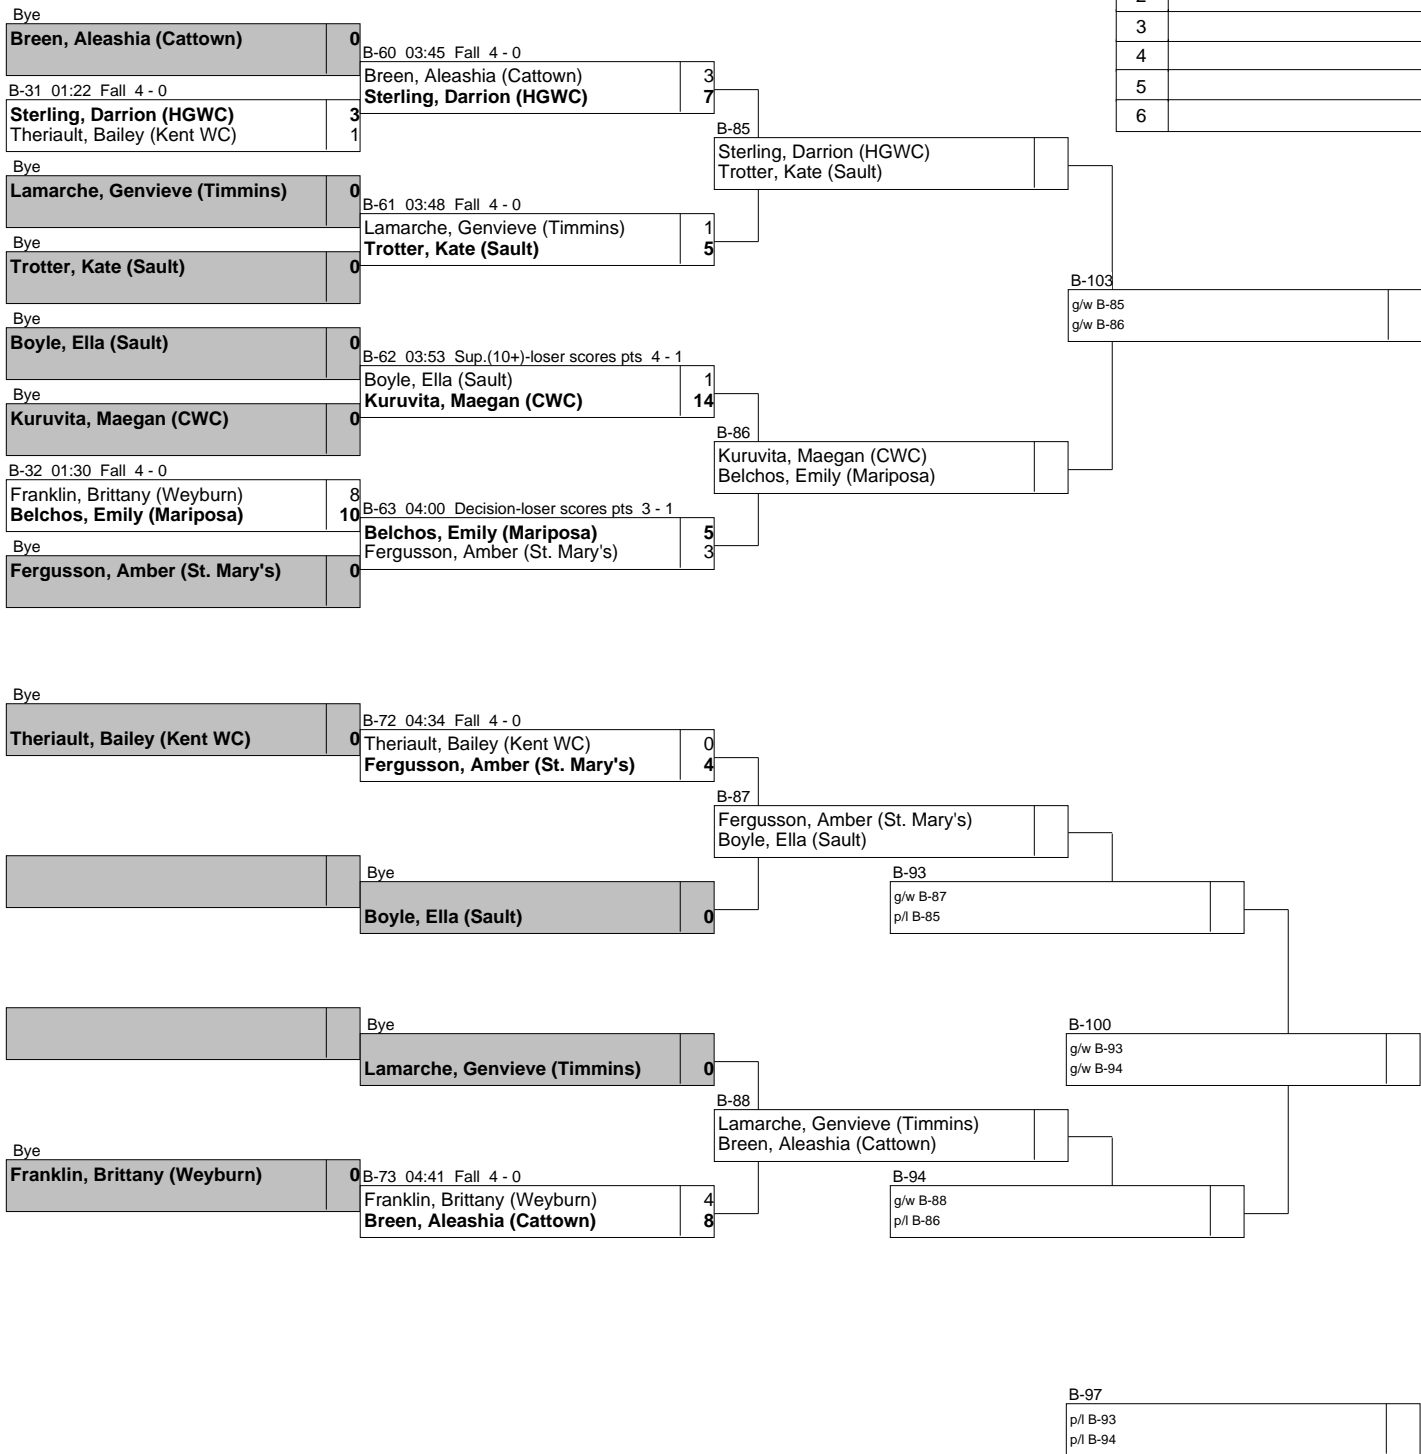 Bye
Breen, Aleashia (Cattown) 0
B-31 01:22 Fall 4 - 0
Sterling, Darrion (HGWC) 3
Theriault, Bailey (Kent WC) 1
Bye
Lamarche, Genvieve (Timmins) 0
Bye
Trotter, Kate (Sault) 0
Bye
Boyle, Ella (Sault) 0
Bye
Kuruvita, Maegan (CWC) 0
B-32 01:30 Fall 4 - 0
Franklin, Brittany (Weyburn) 8
Belchos, Emily (Mariposa) 10
Bye
Fergusson, Amber (St. Mary's) 0
B-60 03:45 Fall 4 - 0
Breen, Aleashia (Cattown) 3
Sterling, Darrion (HGWC) 7
B-61 03:48 Fall 4 - 0
Lamarche, Genvieve (Timmins) 1
Trotter, Kate (Sault) 5
B-62 03:53 Sup.(10+)-loser scores pts 4 - 1
Boyle, Ella (Sault) 1
Kuruvita, Maegan (CWC) 14
B-63 04:00 Decision-loser scores pts 3 - 1
Belchos, Emily (Mariposa) 5
Fergusson, Amber (St. Mary's) 3
B-85
Sterling, Darrion (HGWC)
Trotter, Kate (Sault)
B-86
Kuruvita, Maegan (CWC)
Belchos, Emily (Mariposa)
B-103
g/w B-85
g/w B-86
3
4
5
6
Bye
Theriault, Bailey (Kent WC) 0
Bye
Franklin, Brittany (Weyburn) 0
B-72 04:34 Fall 4 - 0
Theriault, Bailey (Kent WC) 0
Fergusson, Amber (St. Mary's) 4
Bye
Boyle, Ella (Sault) 0
Bye
Lamarche, Genvieve (Timmins) 0
B-73 04:41 Fall 4 - 0
Franklin, Brittany (Weyburn) 4
Breen, Aleashia (Cattown) 8
B-87
Fergusson, Amber (St. Mary's)
Boyle, Ella (Sault)
B-88
Lamarche, Genvieve (Timmins)
Breen, Aleashia (Cattown)
B-93
g/w B-87
p/l B-85
B-94
g/w B-88
p/l B-86
B-100
g/w B-93
g/w B-94
B-97
p/l B-93
p/l B-94